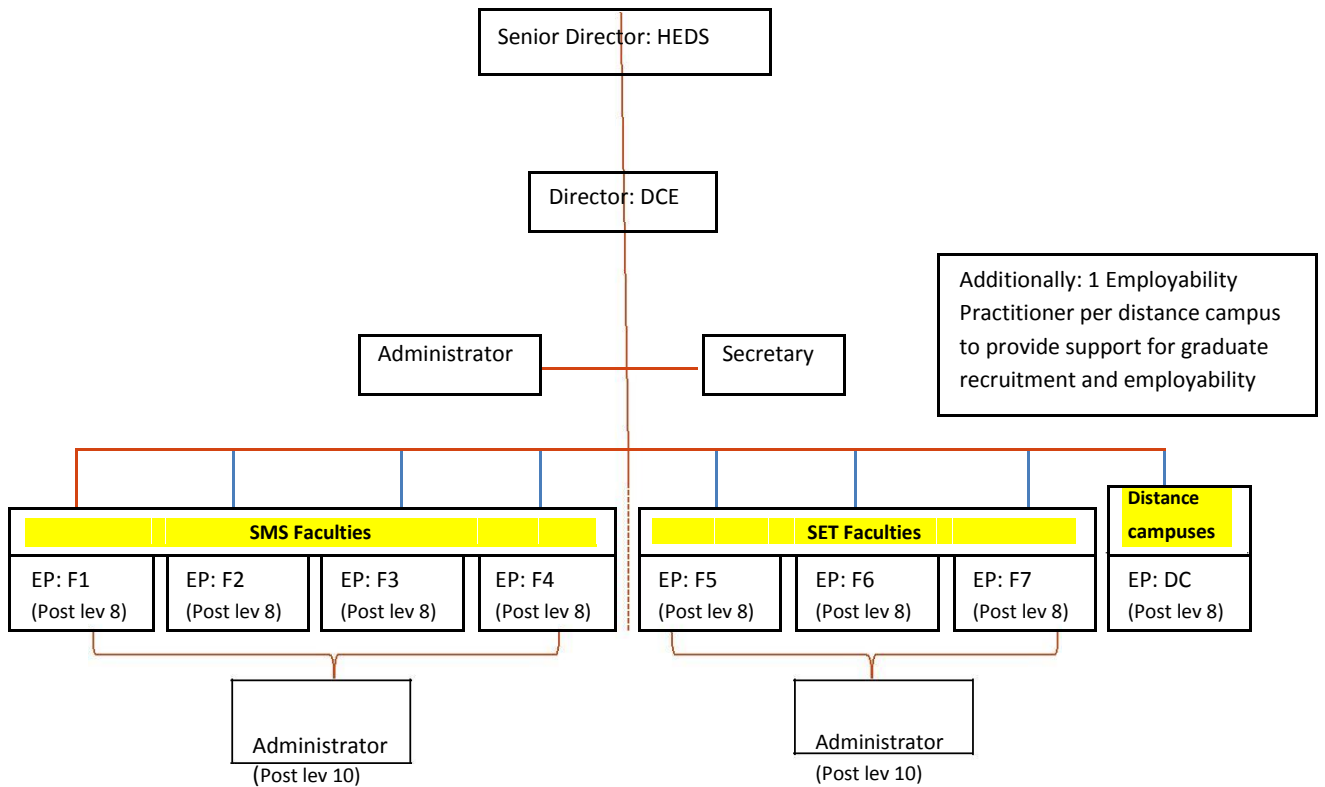 Senior Director: HEDS
Director: DCE
Additionally: 1 Employability
Practitioner per distance campus
to provide support for graduate
recruitment and employability
Administrator
Secretary
SMS Faculties
SET Faculties
Distance
campuses
EP: F1
(Post lev 8)
EP: F2
(Post lev 8)
EP: F3
(Post lev 8)
EP: F4
(Post lev 8)
EP: F5
(Post lev 8)
EP: F6
(Post lev 8)
EP: F7
(Post lev 8)
EP: DC
(Post lev 8)
Administrator
(Post lev 10)
Administrator
(Post lev 10)